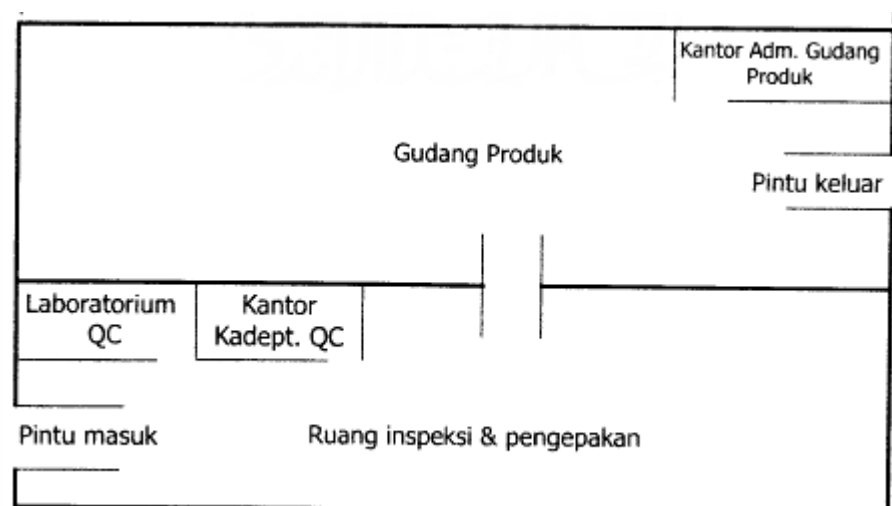 Kantor Adm. Gudang
Produk
Gudang Produk
Pintu keluar
Laboratorium
QC
Kantor
Kadept. QC
Pintu masuk
Ruang inspeksi & pengepakan